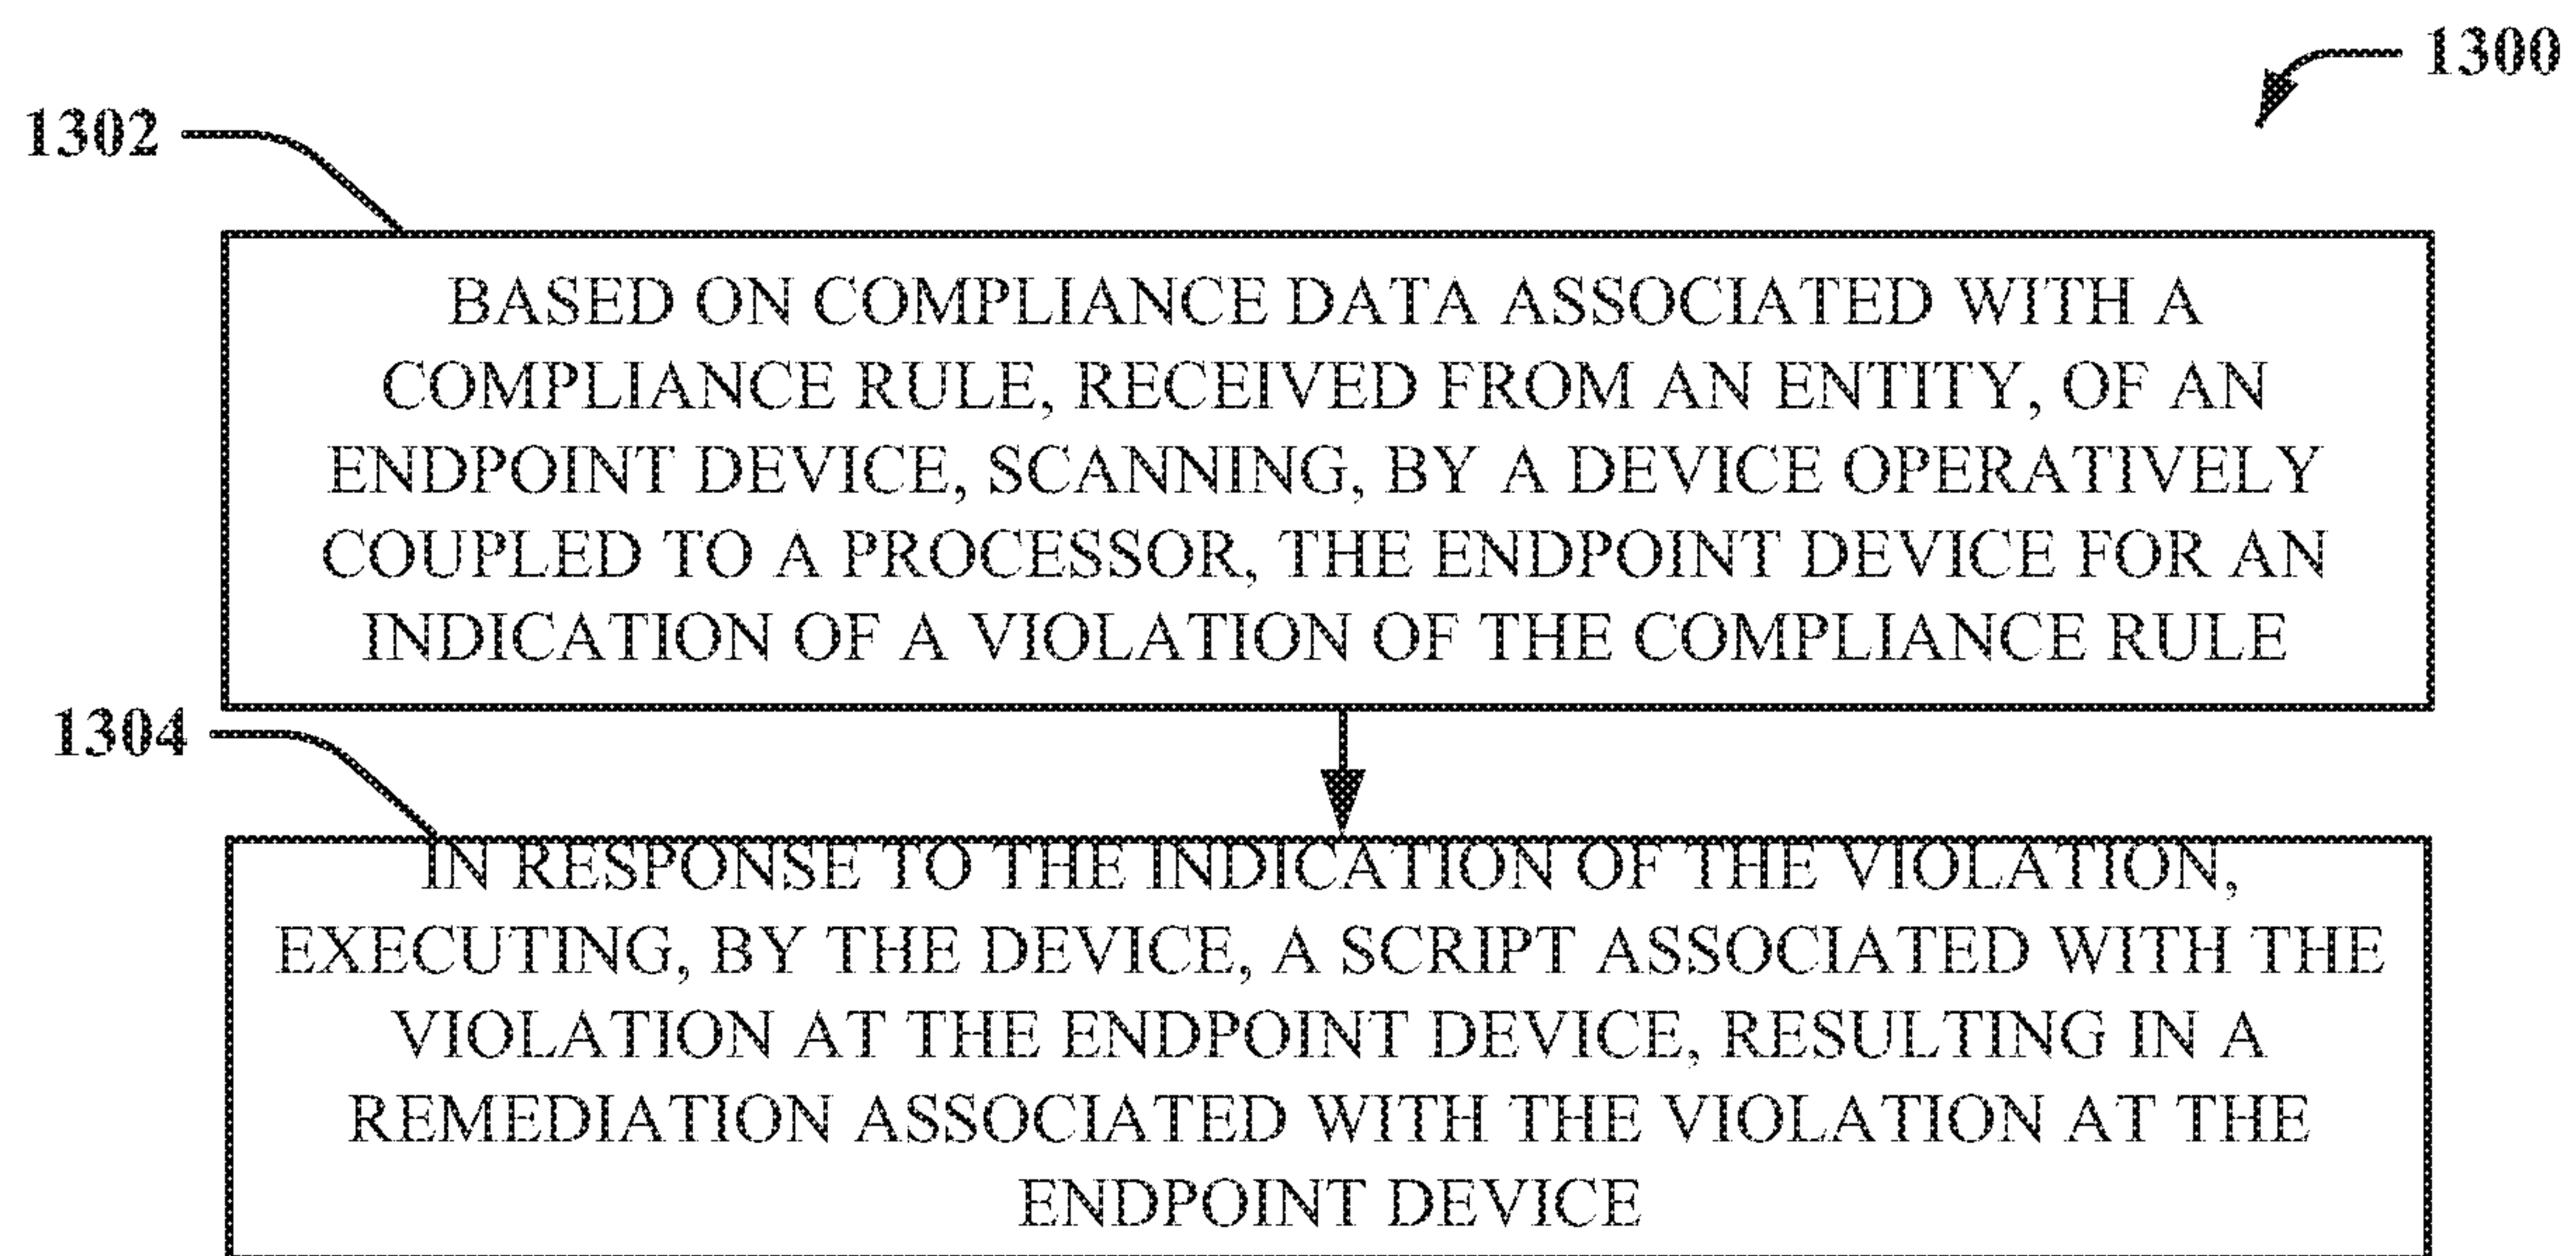 1300
1302
BASED ON COMPLIANCE DATA ASSOCIATED WITH A
COMPLIANCE RULE, RECEIVED FROM AN ENTITY, OF AN
ENDPOINT DEVICE, SCANNING, BY A DEVICE OPERATIVELY
COUPLED TO A PROCESSOR, THE ENDPOINT DEVICE FOR AN
INDICATION OF A VIOLATION OF THE COMPLIANCE RULE
1304
IN RESPONSE TO THE INDICATION OF THE VIOLATION,
EXECUTING, BY THE DEVICE, A SCRIPT ASSOCIATED WITH THE
VIOLATION AT THE ENDPOINT DEVICE, RESULTING IN A
REMEDIATION ASSOCIATED WITH THE VIOLATION AT THE
ENDPOINT DEVICE